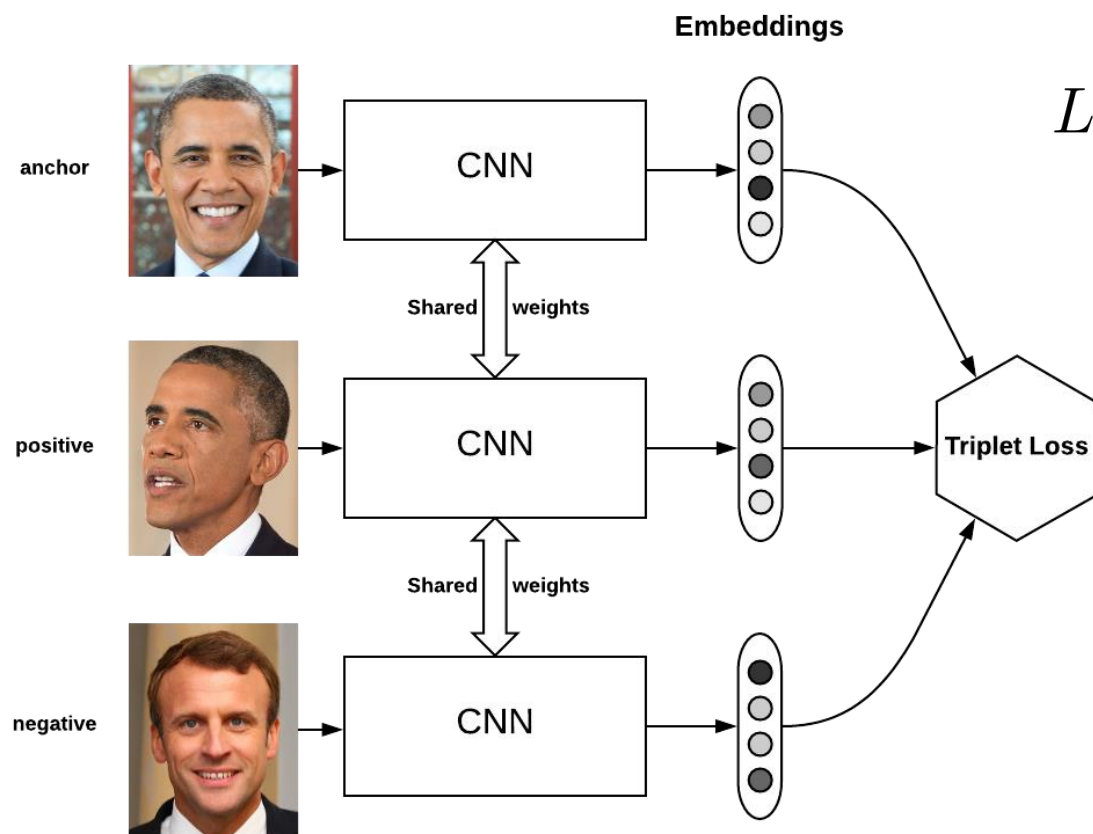 Embeddings
L
anchor
CNN
Shared weights
positive
CNN
Triplet Loss
Shared weights
negative
CNN